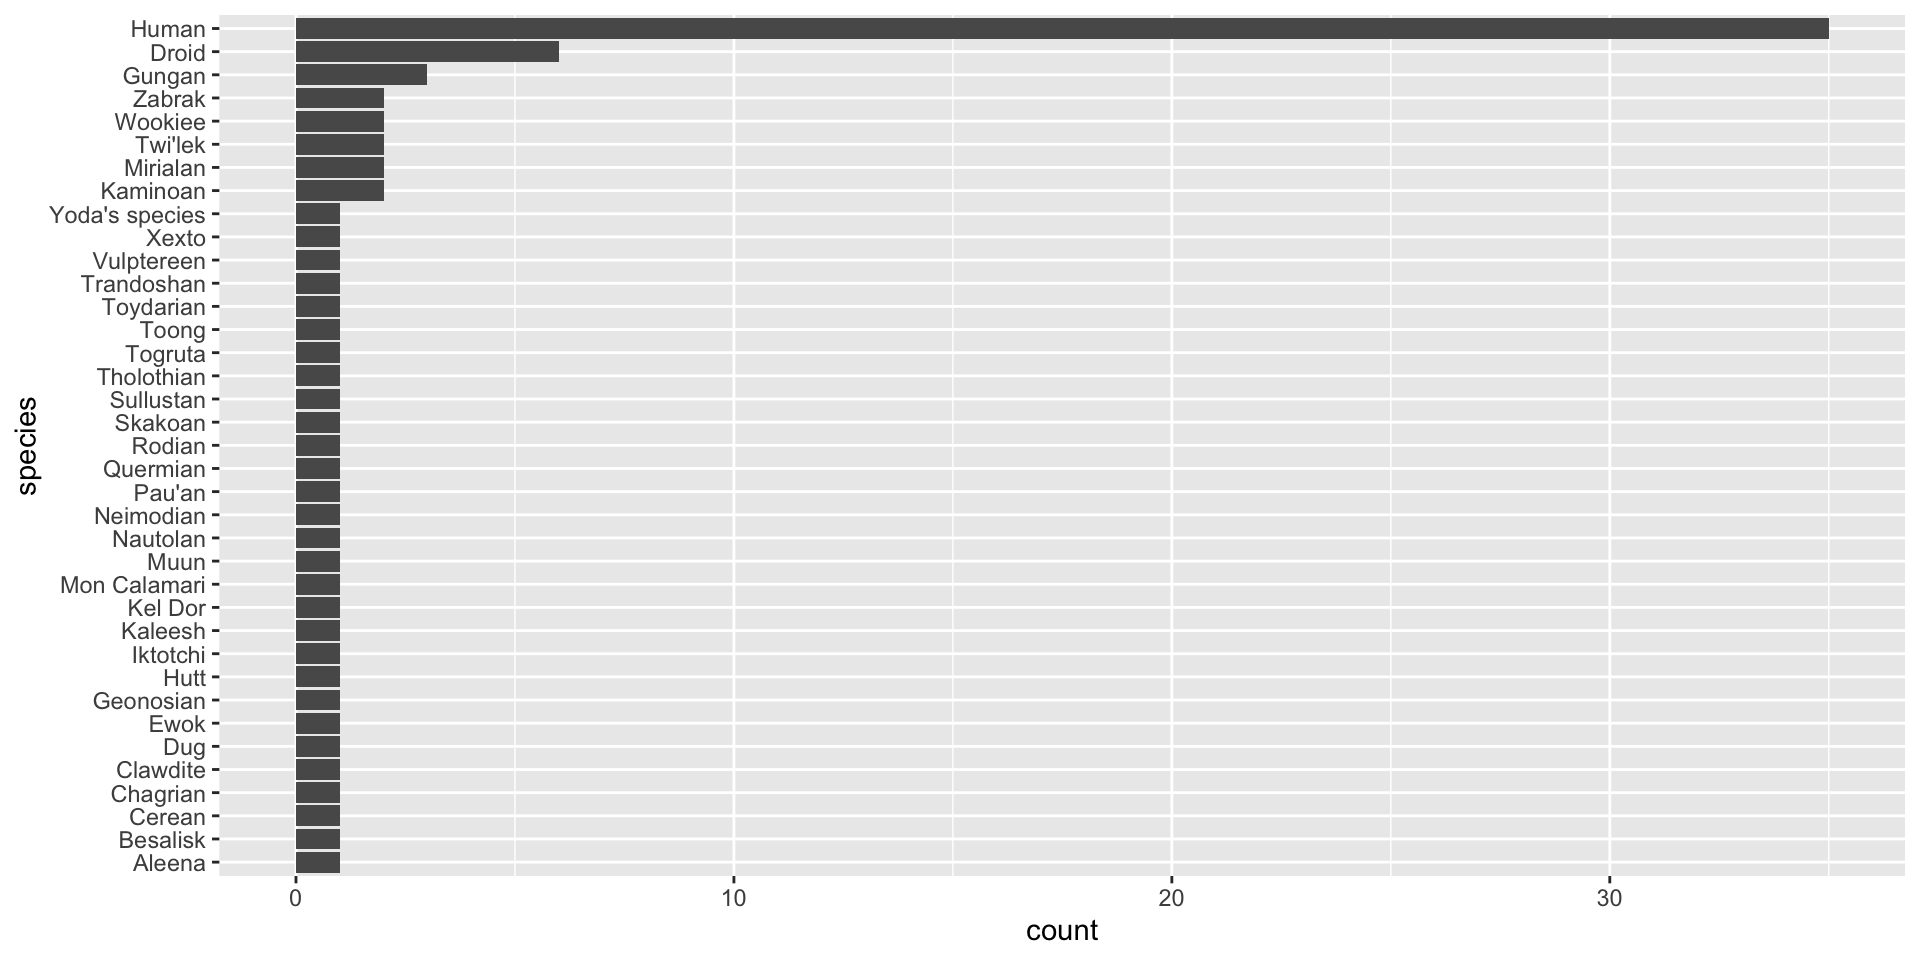 Human
Droid
Gungan
Zabrak
Wookiee
Twi'lek
Mirialan
Kaminoan
Yoda's species
Xexto
Vulptereen
Trandoshan
Toydarian
Toong
Togruta
Tholothian
Sullustan
Skakoan
Rodian
Quermian
Pau'an
Neimodian
Nautolan
Muun
Mon Calamari
Kel Dor
Kaleesh
Iktotchi
Hutt
Geonosian
Ewok
Dug
Clawdite
Chagrian
Cerean
Besalisk
Aleena
species
0 10 20 30
count